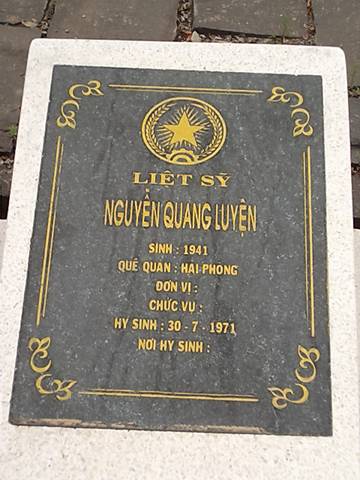 LIỆT SỸ
NGUYỄN QUANG LUYỆN
SINH : 1941
QUÊ QUÁN : HẢI PHONG
ĐƠN VỊ :
CHỨC VỤ :
HY SINH : 30 - 7 - 1971
NƠI HY SINH :